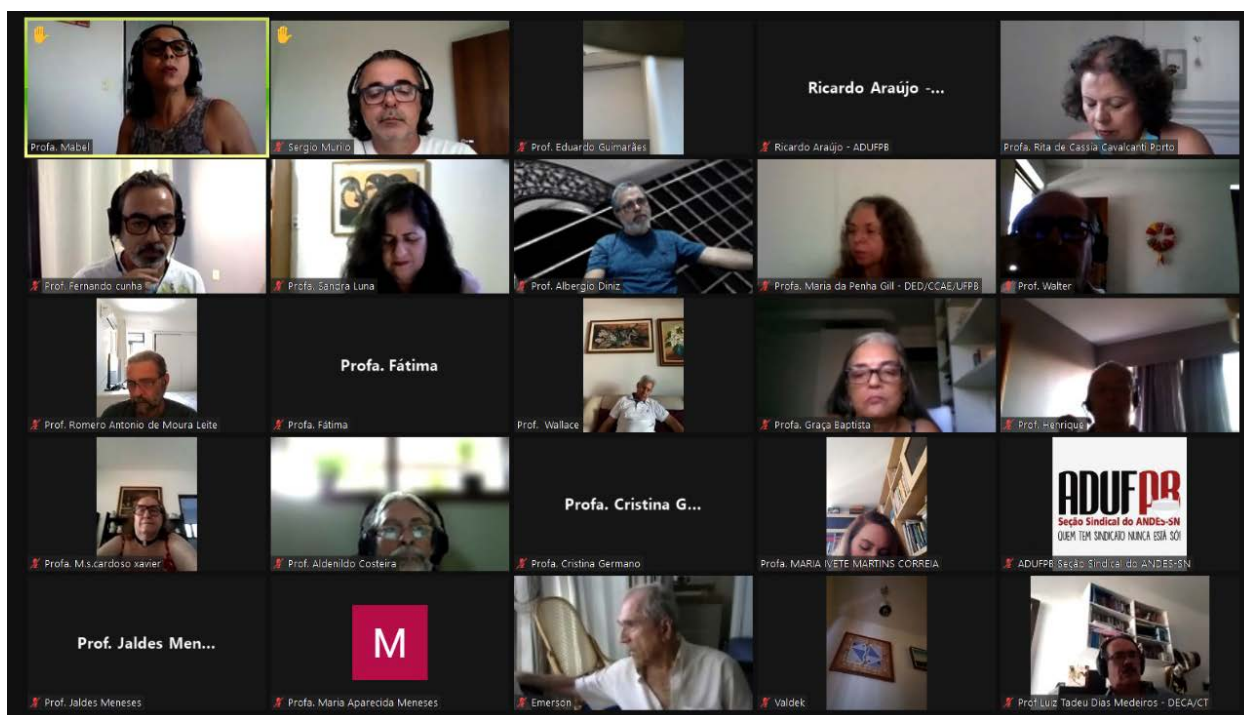 Profa. Mabel
Sergio Murilo
Prof. Eduardo Guimarães
Ricardo Araújo -...
Ricardo Araújo - ADUFPB
Profa. Rita de Cassia Cavalcanti Porto
Prof. Fernando cunha
Profa. Sandra Luna
Prof. Albergio Diniz
Profa. Maria da Penha Gill - DED/CCAE/UFPB
Prof. Walter
Prof. Romero Antonio de Moura Leite
Profa. Fátima
Profa. Fátima
Prof. Wallace
Profa. Graça Baptista
Prof. Henrique
Profa. M.s.cardoso xavier
Prof. Aldenildo Costeira
Profa. Cristina G...
Profa. Cristina Germano
Profa. MARIA IVETE MARTINS CORREIA
ADUFPB
Seção Sindical do ANDES-SN
QUEM TEM SINDICATO NUNCA ESTÁ SÓ!
ADUFPB Seção Sindical do ANDES-SN
Prof. Jaldes Men...
Prof. Jaldes Meneses
M
Profa. Maria Aparecida Meneses
Emerson
Valdek
Prof Luiz Tadeu Dias Medeiros - DECA/CT